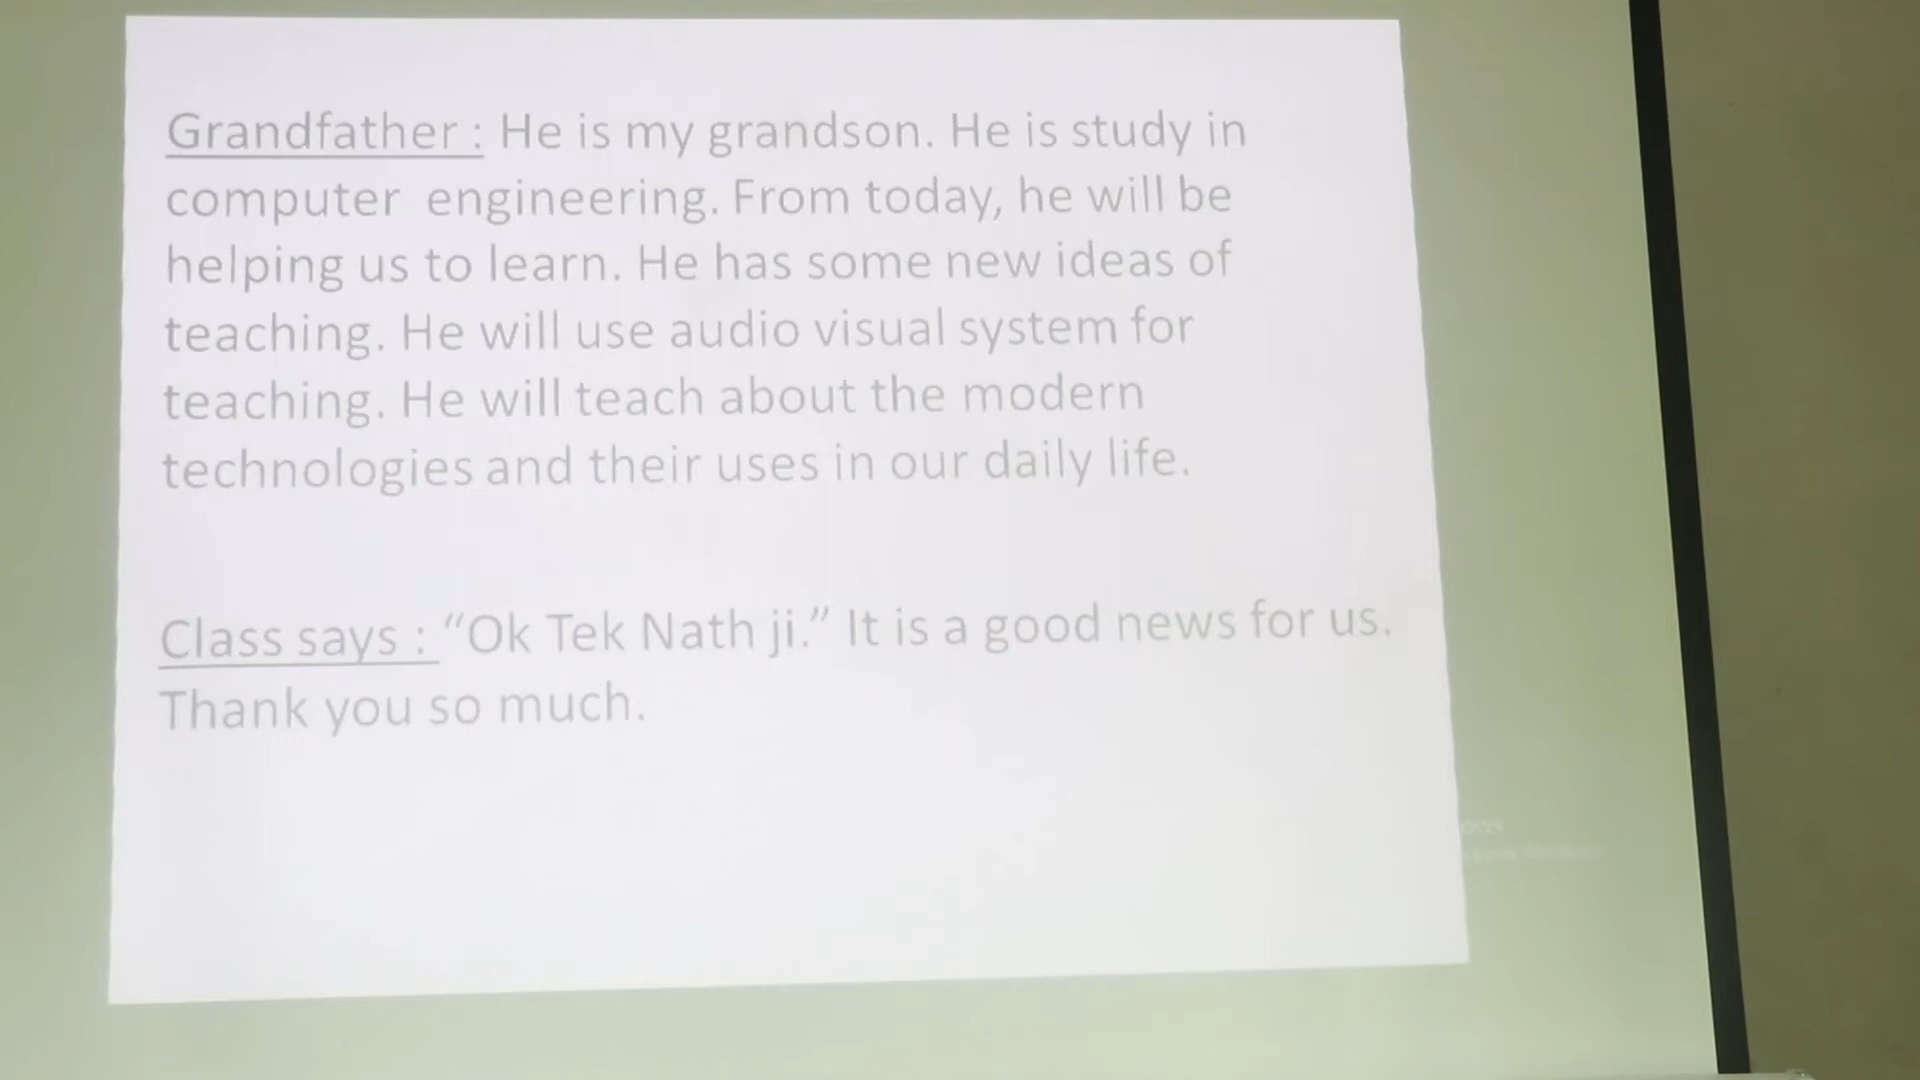 Grandfather : He is my grandson. He is study in
computer engineering. From today, he will be
helping us to learn. He has some new ideas of
teaching. He will use audio visual system for
teaching. He will teach about the modern
technologies and their uses in our daily life.
Class says : “Ok Tek Nath ji.” It is a good news for us.
Thank you so much.